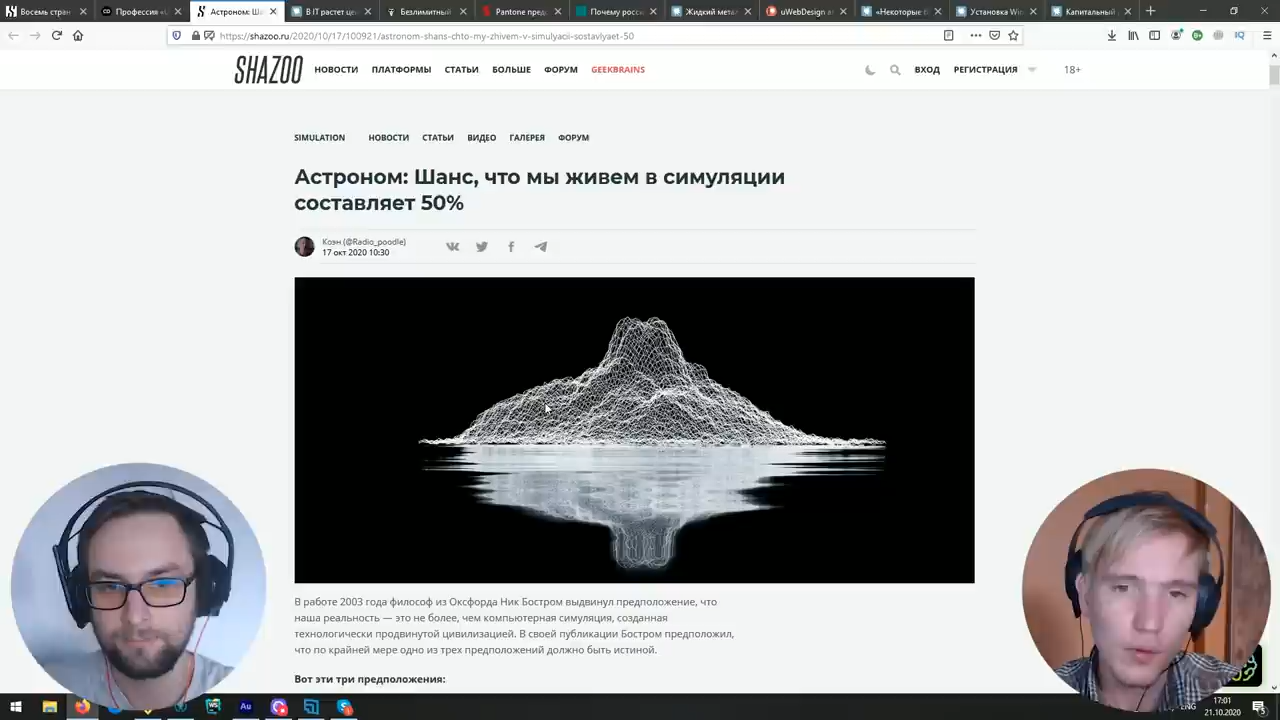 Восемь стран
Профессия «
Астроном: Ша
В IT растет це
Безлимитный
Pantone пред
Почему росс
Жидкий метал
uWebDesign a
«Некоторые б
Установка Wi
Капитальный
https://shazoo.ru/2020/10/17/100921/astronom-shans-chto-my-zhivem-v-simulyacii-sostavlyaet-50
SHAZOO НОВОСТИ ПЛАТФОРМЫ СТАТЬИ БОЛЬШЕ ФОРУМ GEEKBRAINS ВХОД РЕГИСТРАЦИЯ 18+
SIMULATION НОВОСТИ СТАТЬИ ВИДЕО ГАЛЕРЕЯ ФОРУМ
Астроном: Шанс, что мы живем в симуляции
составляет 50%
Коэн (@Radio_poodle)
17 окт 2020 10:30
В работе 2003 года философ из Оксфорда Ник Бостром выдвинул предположение, что
наша реальность — это не более, чем компьютерная симуляция, созданная
технологически продвинутой цивилизацией. В своей публикации Бостром предположил,
что по крайней мере одно из трех предположений должно быть истиной.
Вот эти три предположения:
ENG
17:01
21.10.2020